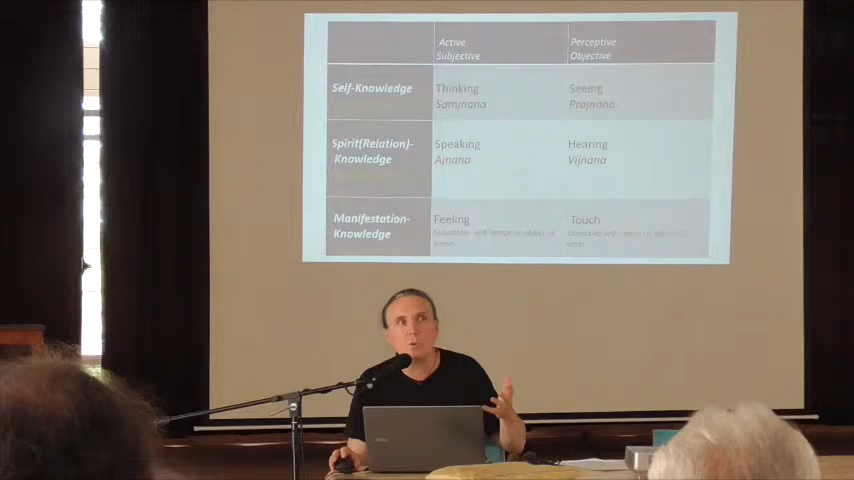 Active
Subjective
Perceptive
Objective
Self-Knowledge
Thinking
Samjnana
Seeing
Prajnana
Spirit(Relation)-
Knowledge
Speaking
Ajnana
Hearing
Vijnana
Manifestation-
Knowledge
Feeling
Touch